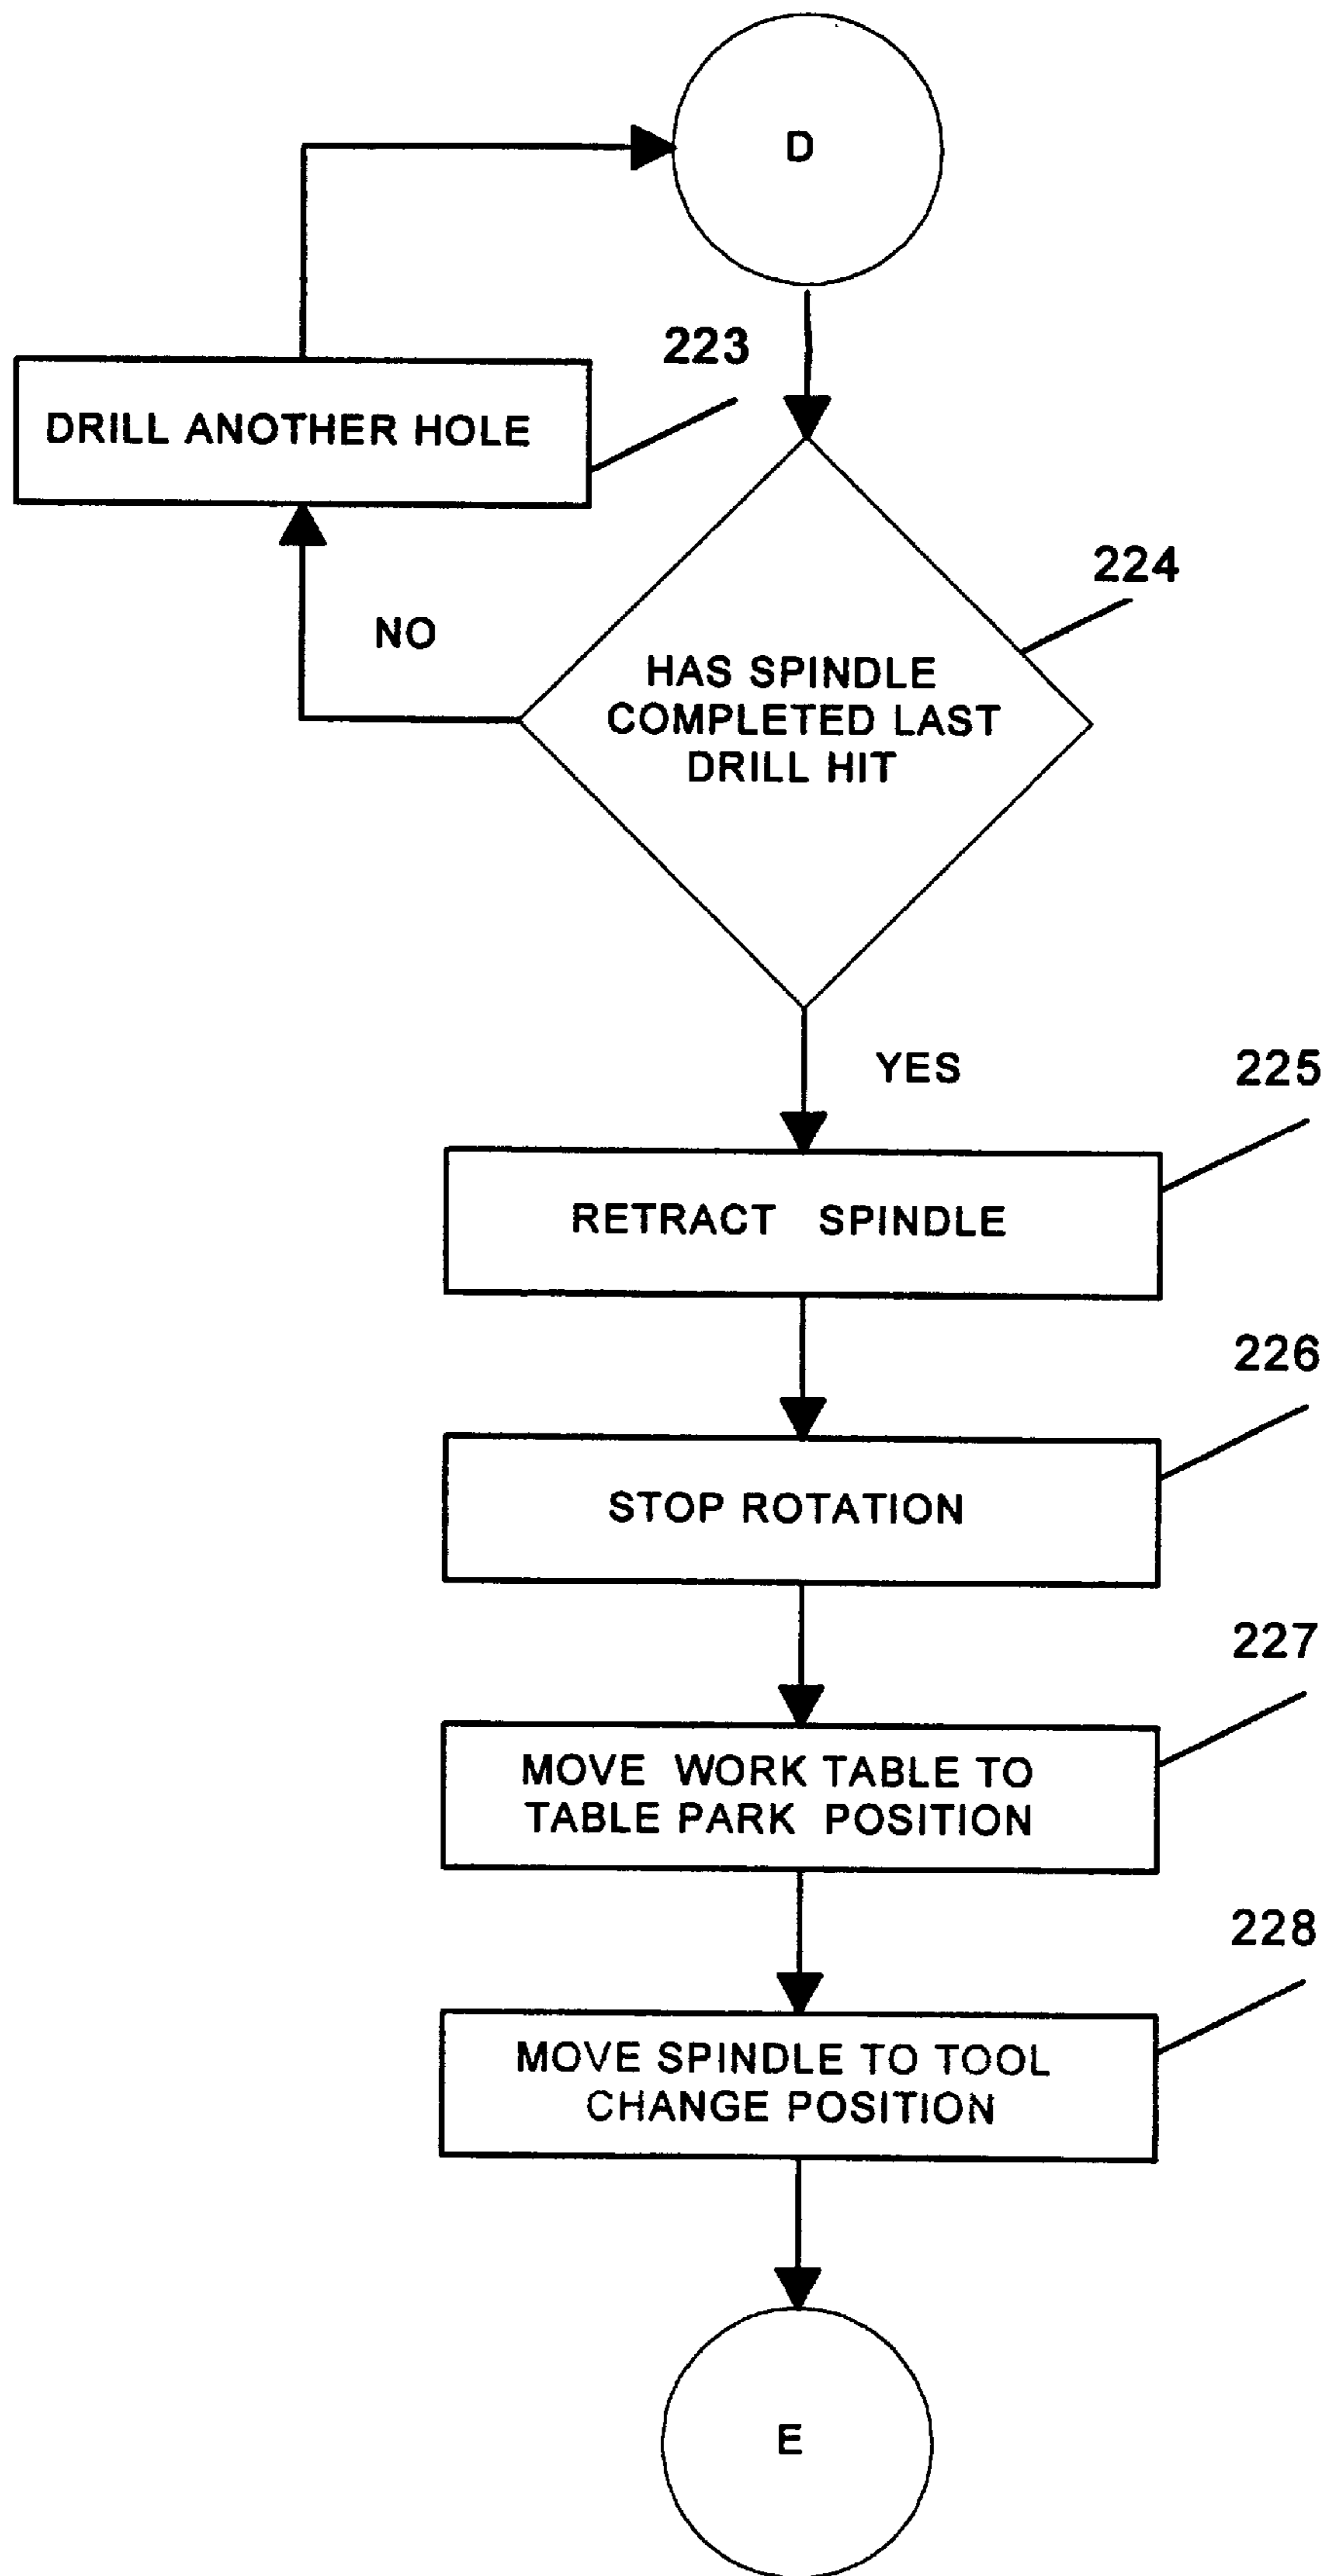 D
223
DRILL ANOTHER HOLE
224
NO
HAS SPINDLE
COMPLETED LAST
DRILL HIT
YES
225
RETRACT SPINDLE
226
STOP ROTATION
227
MOVE WORK TABLE TO
TABLE PARK POSITION
228
MOVE SPINDLE TO TOOL
CHANGE POSITION
E